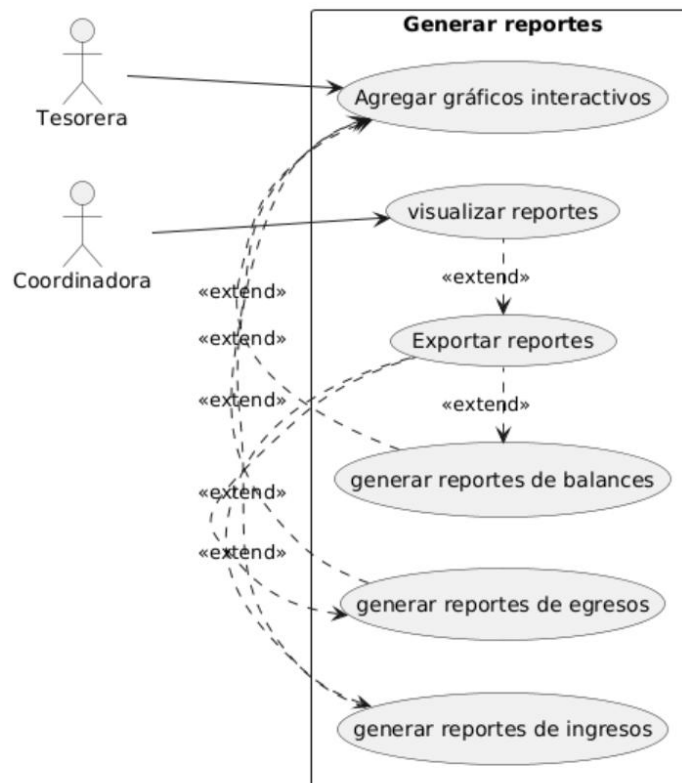 Generar reportes
Tesorera
Agregar gráficos interactivos
Coordinadora
visualizar reportes
«extend»
«extend»
«extend»
Exportar reportes
«extend»
«extend»
generar reportes de balances
«extend»
«extend»
generar reportes de egresos
generar reportes de ingresos